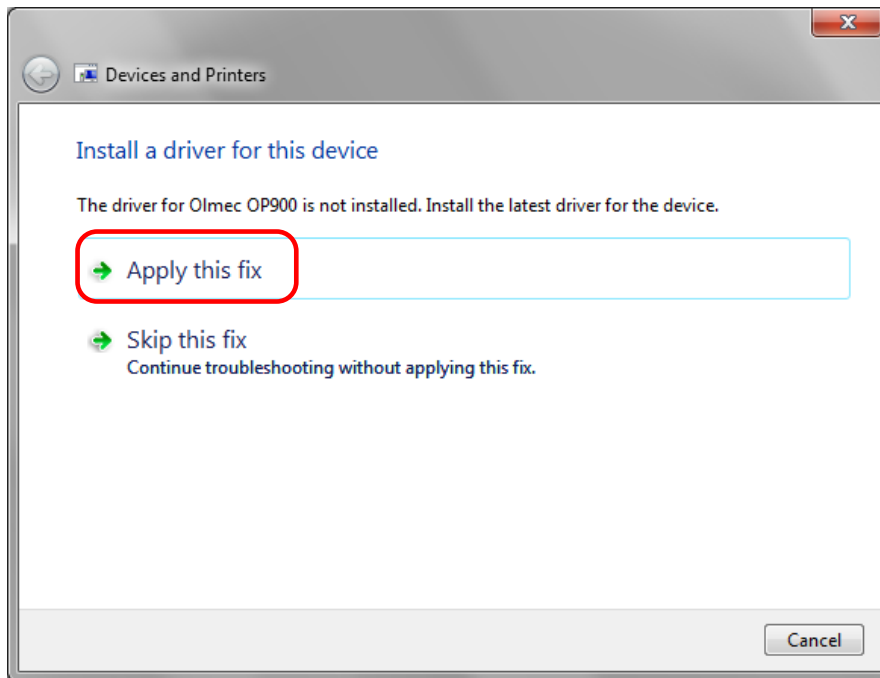 Devices and Printers
Install a driver for this device
The driver for Olmec OP900 is not installed. Install the latest driver for the device.
Apply this fix
Skip this fix
Continue troubleshooting without applying this fix.
Cancel